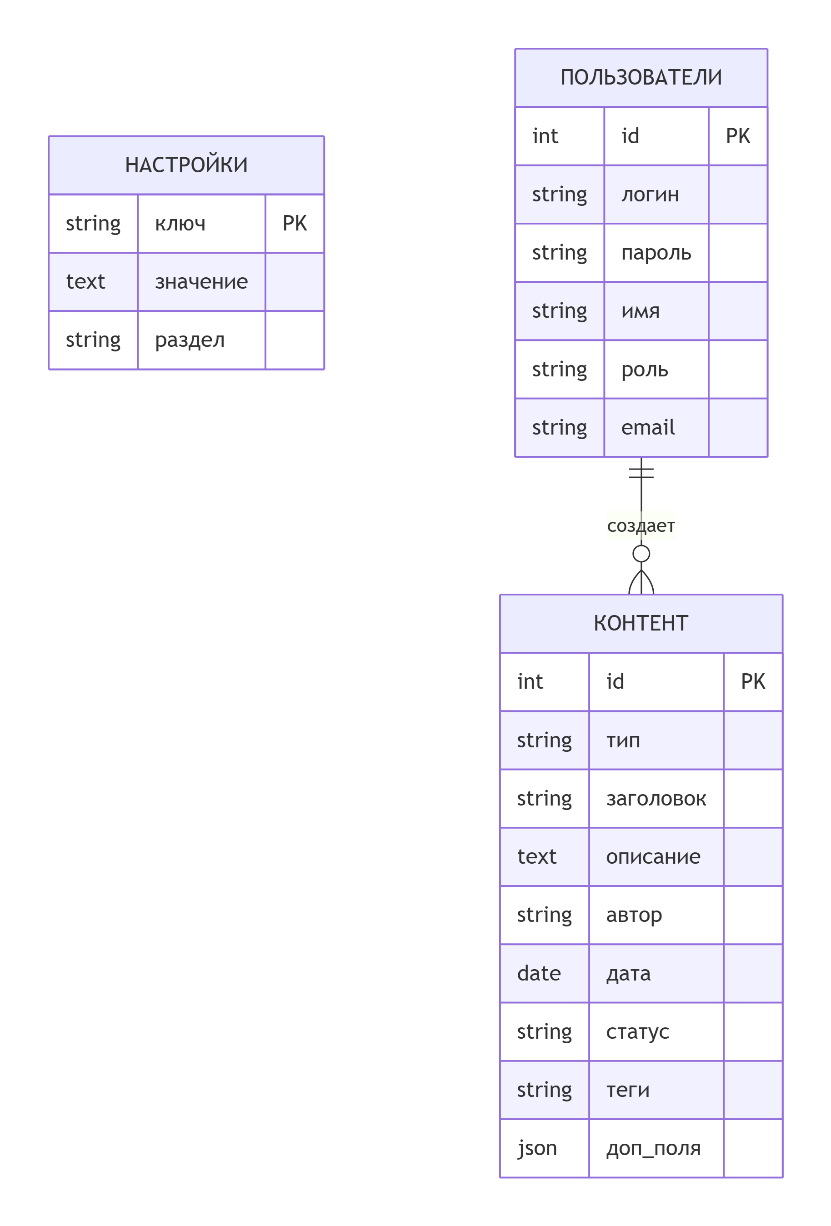 НАСТРОЙКИ
string ключ PK
text значение
string раздел
ПОЛЬЗОВАТЕЛИ
int id PK
string логин
string пароль
string имя
string роль
string email
создает
КОНТЕНТ
int id PK
string тип
string заголовок
text описание
string автор
date дата
string статус
string теги
json доп_поля